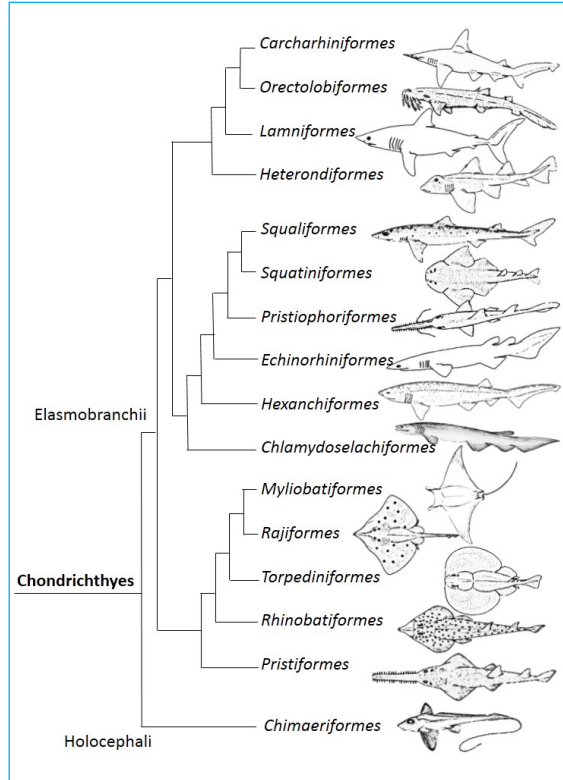 Carcharhiniformes
Orectolobiformes
Lamniformes
Heterondiformes
Squaliformes
Squatiniformes
Pristiophoriformes
Echinorhiniformes
Hexanchiformes
Elasmobranchii
Chlamydoselachiformes
Myliobatiformes
Rajiformes
Torpediniformes
Chondrichthyes
Rhinobatiformes
Pristiformes
Chimaeriformes
Holocephali